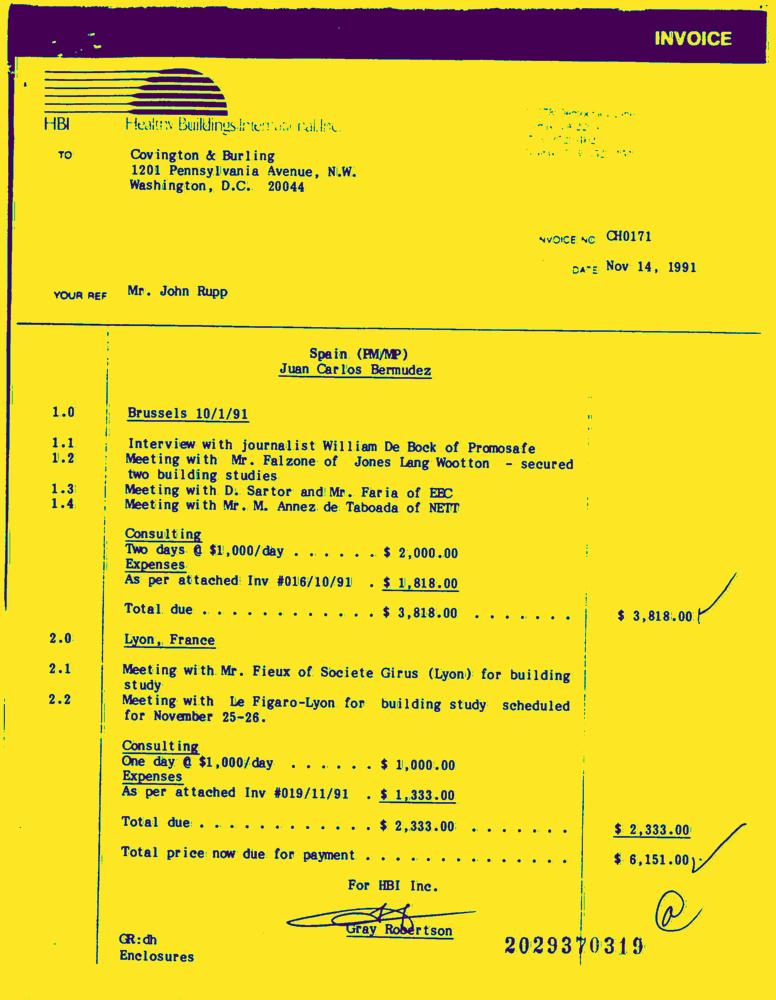 INVOICE
HBI Healthy Buildings International, Inc.
TO Covington & Burling
1201 Pennsylvania Avenue, N.W.
Washington, D.C. 20044
INVOICE NO CH0171
DATE Nov 14, 1991
YOUR REF Mr. John Rupp
Spain (PM/MP)
Juan Carlos Bermudez
1.0 Brussels 10/1/91
1.1 Interview with journalist William De Bock of Promosafe
1.2 Meeting with Mr. Falzone of Jones Lang Wootton - secured
two building studies
1.3 Meeting with D. Sartor and Mr. Faria of EEC
1.4 Meeting with Mr. M. Annez de Taboada of NETT
Consulting
Two days @ $1,000/day . . . . . . $ 2,000.00
Expenses
As per attached Inv #016/10/91 . $ 1,818.00
Total due . . . . . . . . . . . . $ 3,818.00 . . . . . . . $ 3,818.00
2.0 Lyon, France
2.1 Meeting with Mr. Fieux of Societe Girus (Lyon) for building
study
2.2 Meeting with Le Figaro-Lyon for building study scheduled
for November 25-26.
Consulting
One day @ $1,000/day . . . . . . $ 1,000.00
Expenses
As per attached Inv #019/11/91 . $ 1,333.00
Total due . . . . . . . . . . . . $ 2,333.00 . . . . . . . $ 2,333.00
Total price now due for payment . . . . . . . . . . . . . . $ 6,151.00
For HBI Inc.
Gray Robertson
@
GR:dh
Enclosures
2029370319